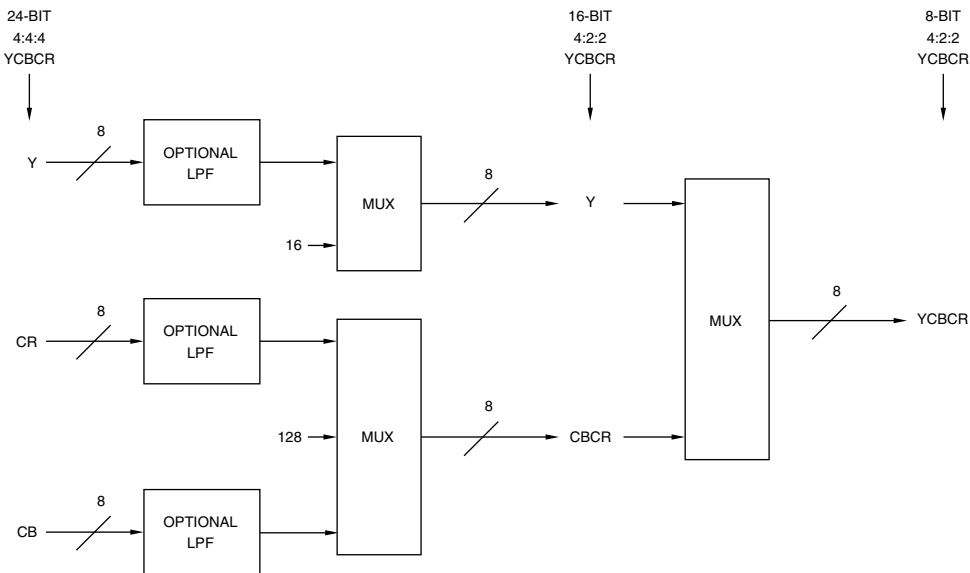 24-BIT
4:4:4
YCBCR
16-BIT
4:2:2
YCBCR
8-BIT
4:2:2
YCBCR
8
Y
OPTIONAL
LPF
MUX
16
8
Y
8
CR
OPTIONAL
LPF
128
MUX
8
CBCR
MUX
8
YCBCR
8
CB
OPTIONAL
LPF